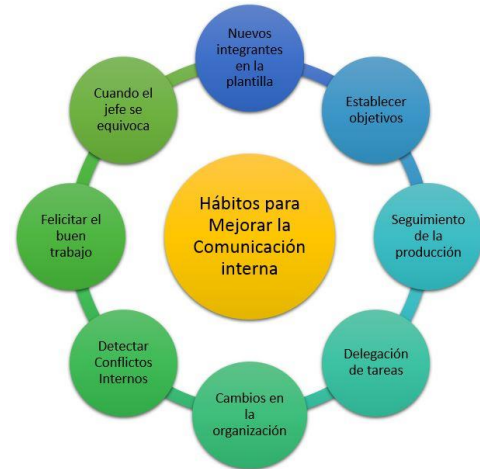 Nuevos
integrantes
en la
plantilla
Establecer
objetivos
Seguimiento
de la
producción
Delegación
de tareas
Cambios en
la
organización
Detectar
Conflictos
Internos
Felicitar el
buen
trabajo
Cuando el
jefe se
equivoca
Hábitos para
Mejorar la
Comunicación
interna